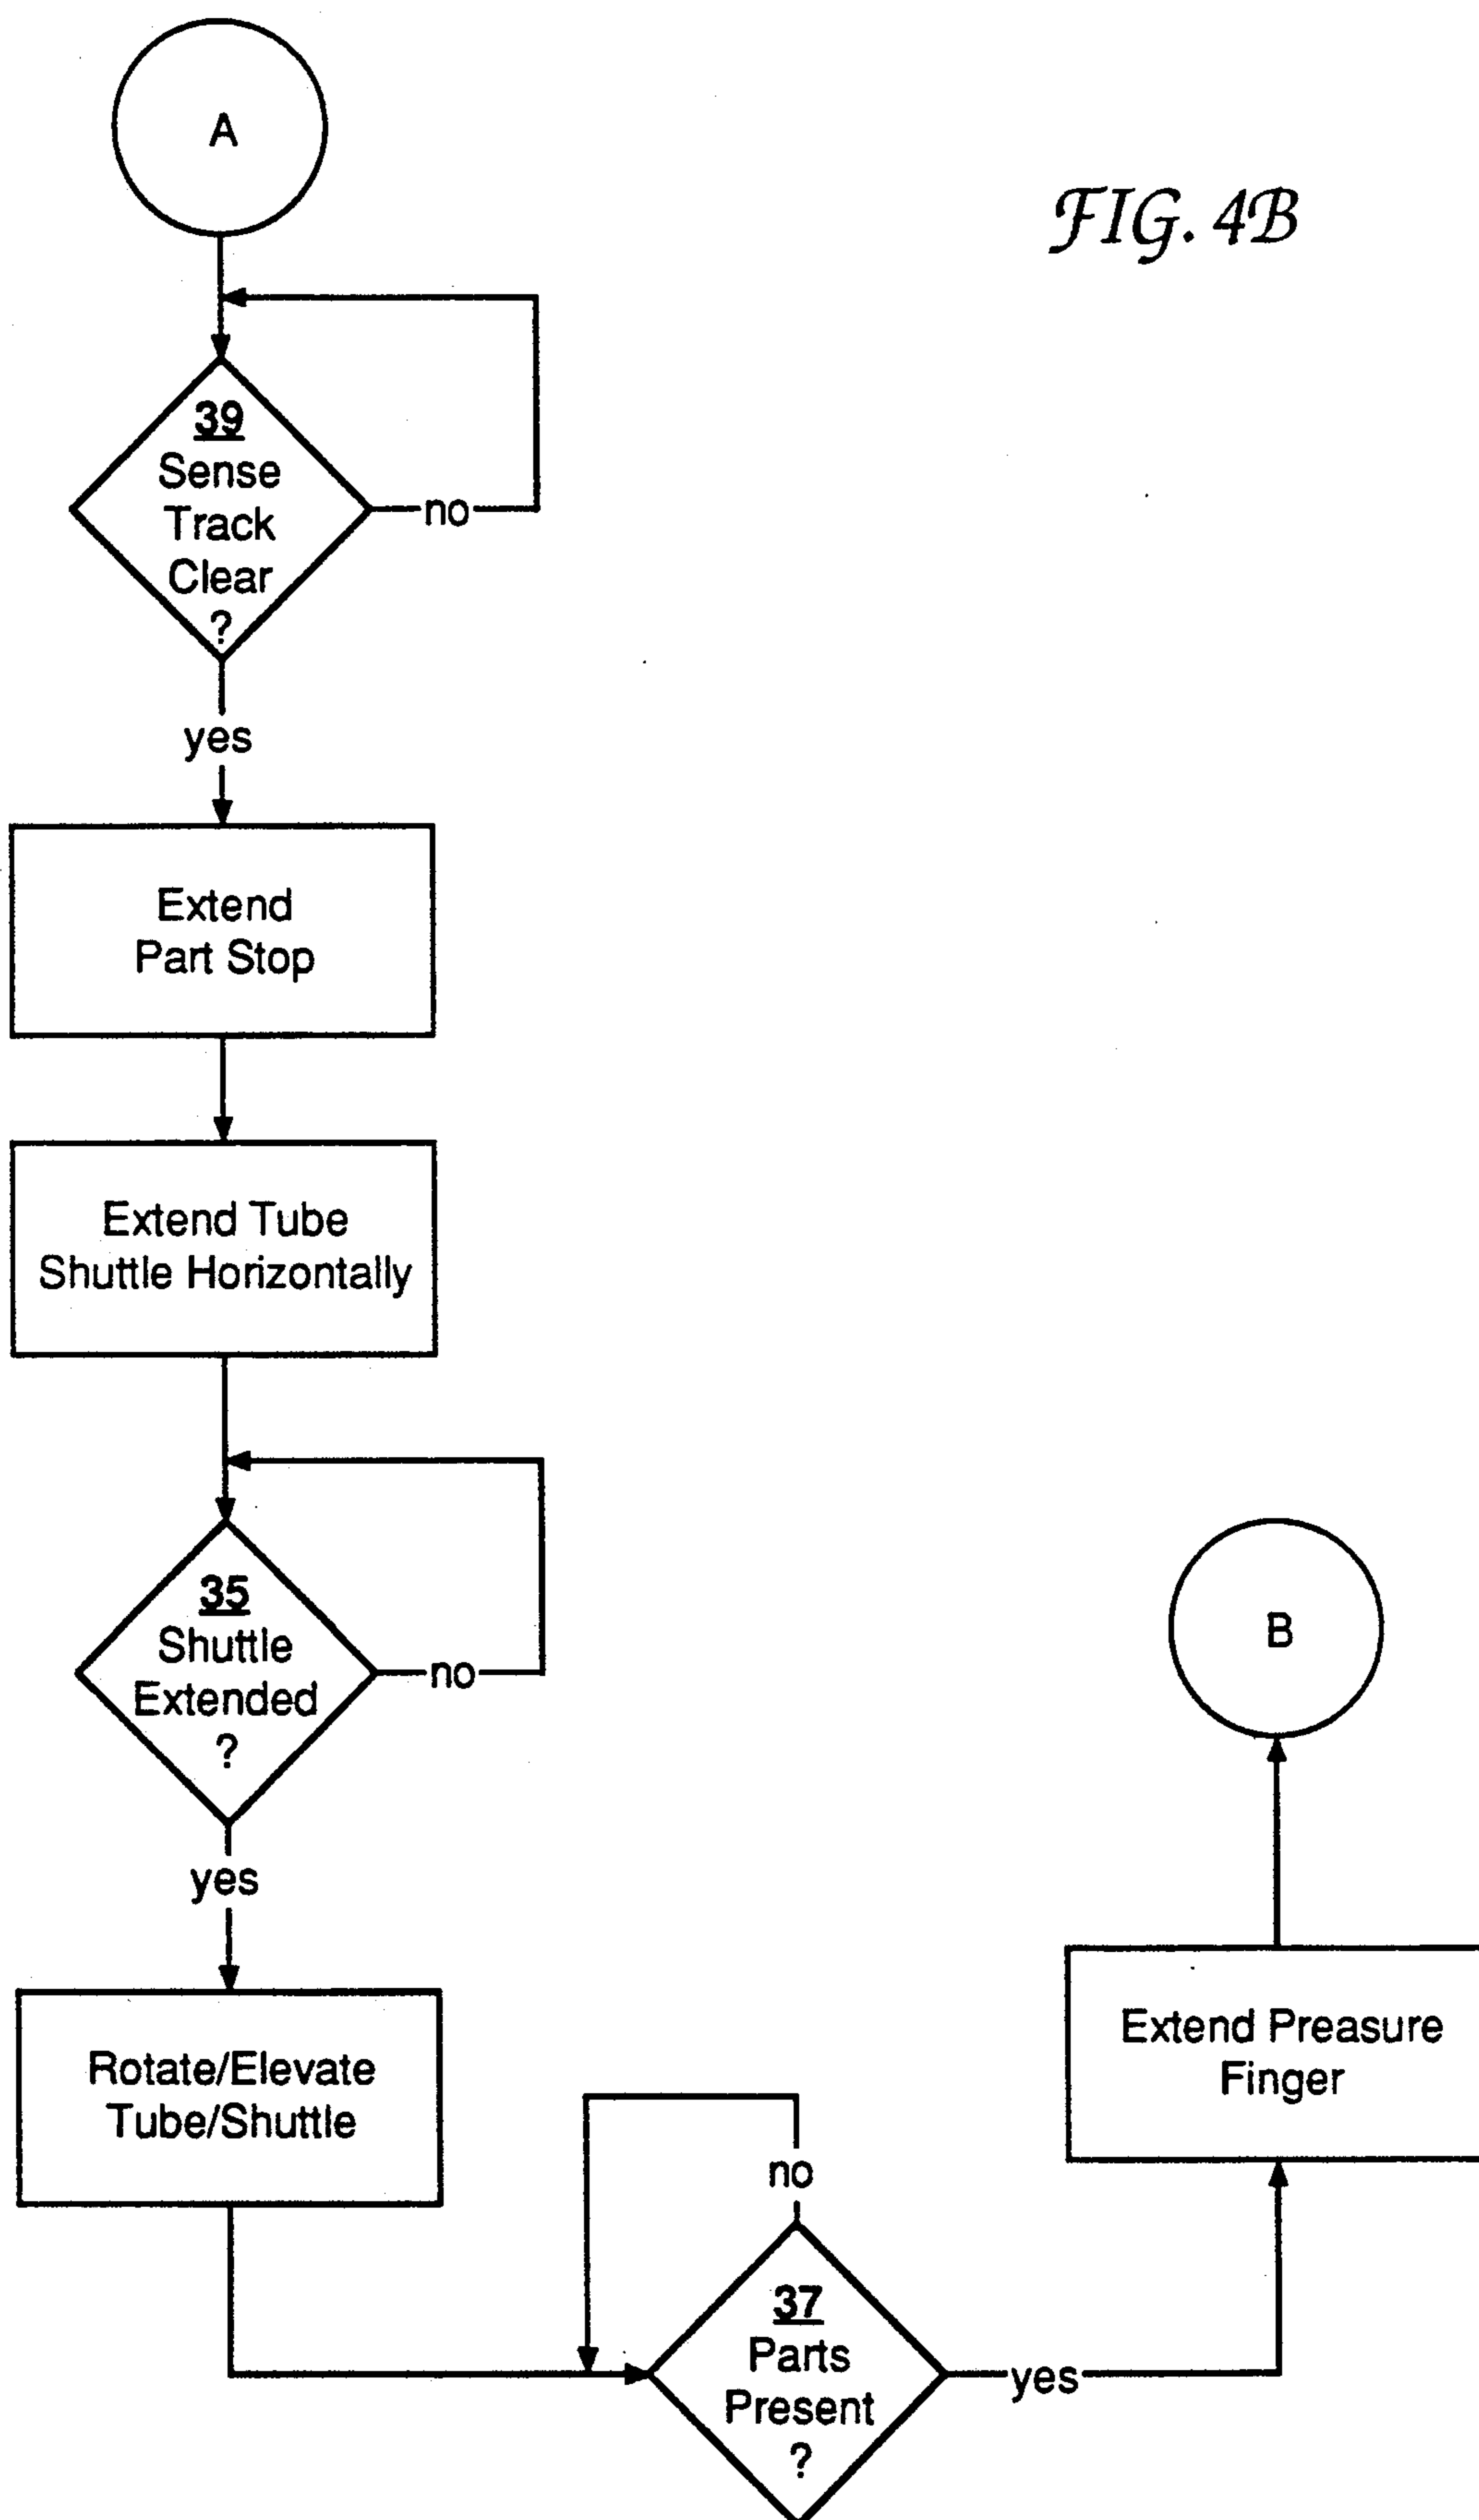 A
FIG. 4B
39
Sense
Track
Clear
?
no
yes
Extend
Part Stop
Extend Tube
Shuttle Horizontally
35
Shuttle
Extended
?
no
yes
Rotate/Elevate
Tube/Shuttle
no
37
Parts
Present
?
yes
Extend Preasure
Finger
B